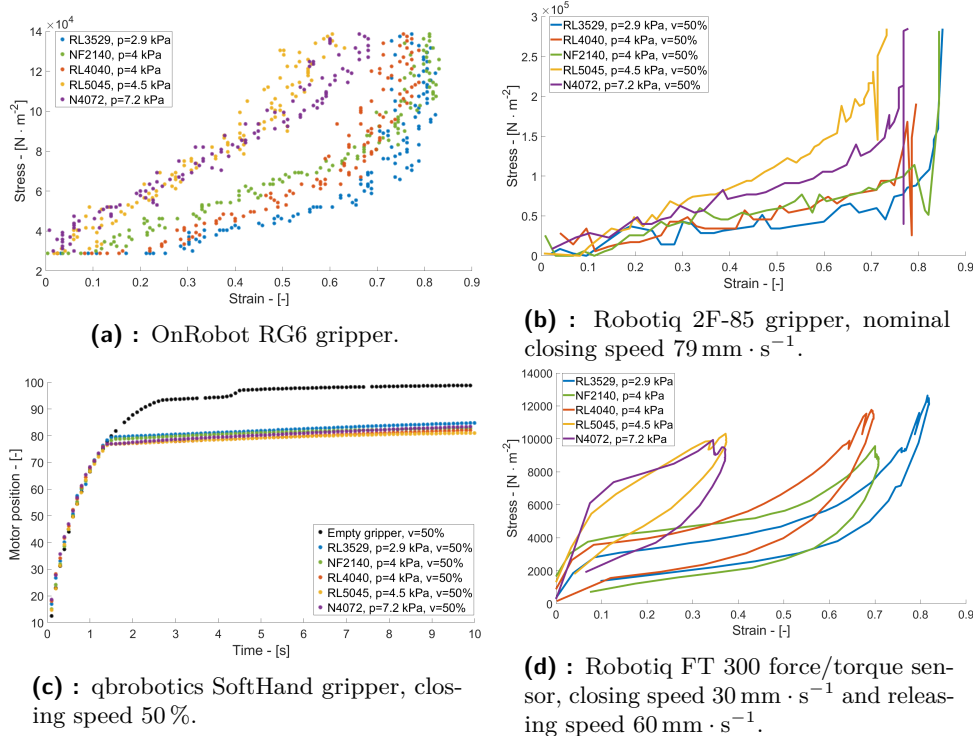 × 10⁴
14
12
10
8
6
4
2
Stress - [N · m⁻²]
RL3529, p=2.9 kPa
NF2140, p=4 kPa
RL4040, p=4 kPa
RL5045, p=4.5 kPa
N4072, p=7.2 kPa
0 0.1 0.2 0.3 0.4 0.5 0.6 0.7 0.8 0.9
Strain - [-]
(a) : OnRobot RG6 gripper.
× 10⁵
3
2.5
2
1.5
1
0.5
0
Stress - [N · m⁻²]
RL3529, p=2.9 kPa, v=50%
RL4040, p=4 kPa, v=50%
NF2140, p=4 kPa, v=50%
RL5045, p=4.5 kPa, v=50%
N4072, p=7.2 kPa, v=50%
0 0.1 0.2 0.3 0.4 0.5 0.6 0.7 0.8 0.9
Strain - [-]
(b) : Robotiq 2F-85 gripper, nominal
closing speed 79 mm · s⁻¹.
100
90
80
70
60
50
40
30
20
10
Motor position - [-]
Empty gripper, v=50%
RL3529, p=2.9 kPa, v=50%
NF2140, p=4 kPa, v=50%
RL4040, p=4 kPa, v=50%
RL5045, p=4.5 kPa, v=50%
N4072, p=7.2 kPa, v=50%
0 1 2 3 4 5 6 7 8 9 10
Time - [s]
(c) : qbrobotics SoftHand gripper, clos-
ing speed 50 %.
14000
12000
10000
8000
6000
4000
2000
0
Stress - [N · m⁻²]
RL3529, p=2.9 kPa
NF2140, p=4 kPa
RL4040, p=4 kPa
RL5045, p=4.5 kPa
N4072, p=7.2 kPa
0 0.1 0.2 0.3 0.4 0.5 0.6 0.7 0.8 0.9
Strain - [-]
(d) : Robotiq FT 300 force/torque sen-
sor, closing speed 30 mm · s⁻¹ and releas-
ing speed 60 mm · s⁻¹.